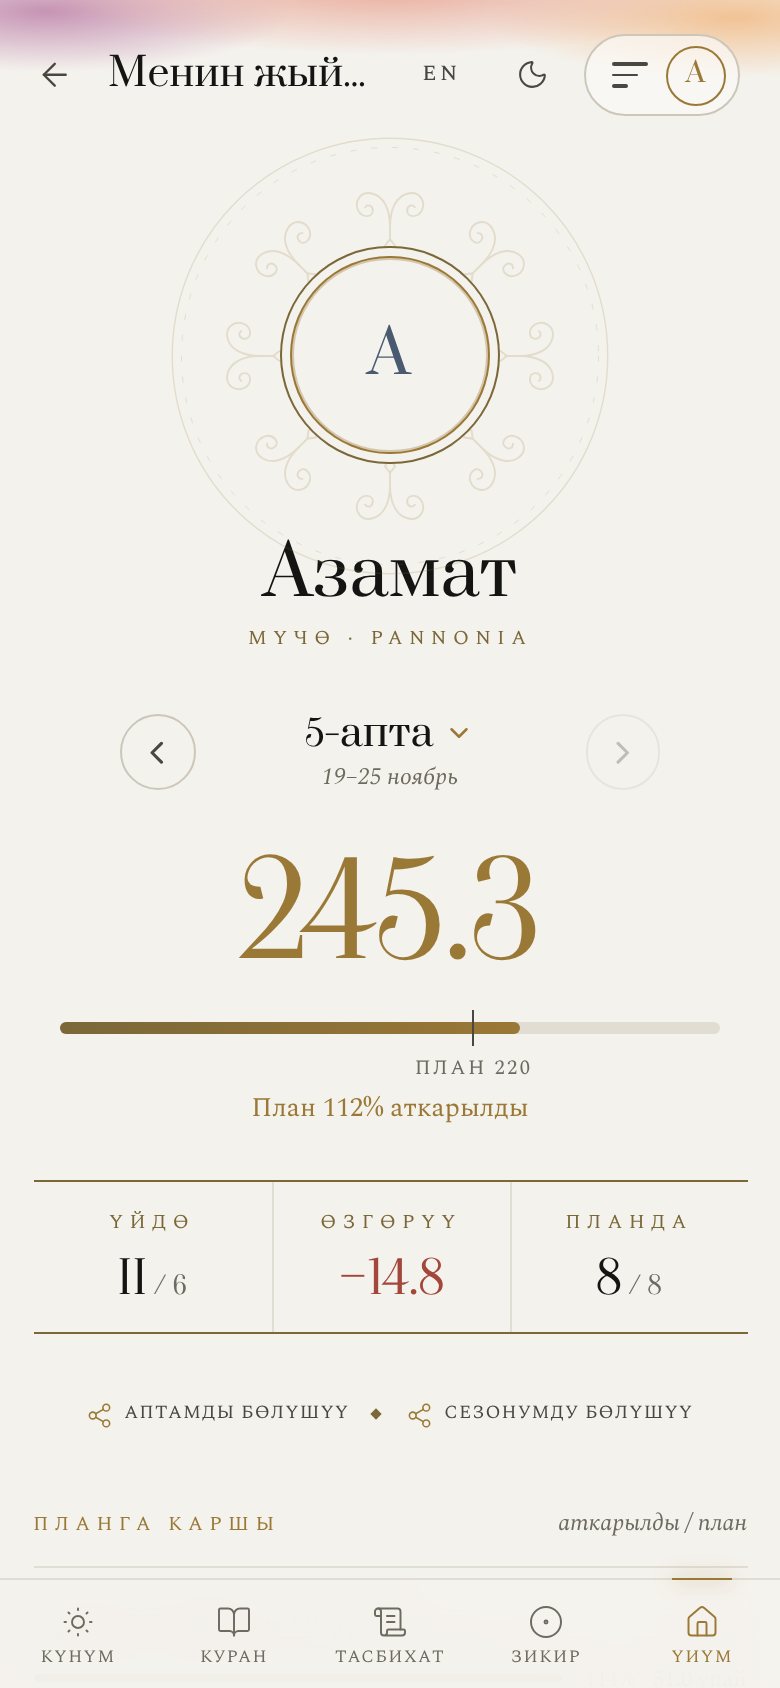 Менин жый...
EN
A
A
Азамат
МҮЧӨ · PANNONIA
5-апта
19–25 ноябрь
245.3
ПЛАН 220
План 112% аткарылды
ҮЙДӨ
ӨЗГӨРҮҮ
ПЛАНДА
II / 6
−14.8
8 / 8
АПТАМДЫ БӨЛҮШҮҮ
СЕЗОНУМДУ БӨЛҮШҮҮ
ПЛАНГА КАРШЫ
аткарылды / план
КҮНҮМ
КУРАН
ТАСБИХАТ
ЗИКИР
ҮЙҮМ